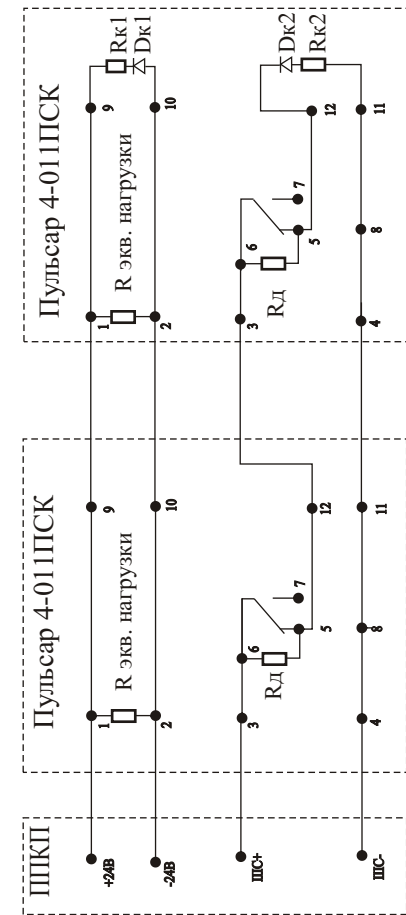 ППКП
+24В
-24В
ШС+
ШС-
Пульсар 4-011ПСК
1
R экв. нагрузки
2
9
10
3
6
Rд
7
5
12
4
8
11
Пульсар 4-011ПСК
1
R экв. нагрузки
2
9
10
Rк1
Dк1
3
6
Rд
7
5
12
Dк2
Rк2
4
8
11